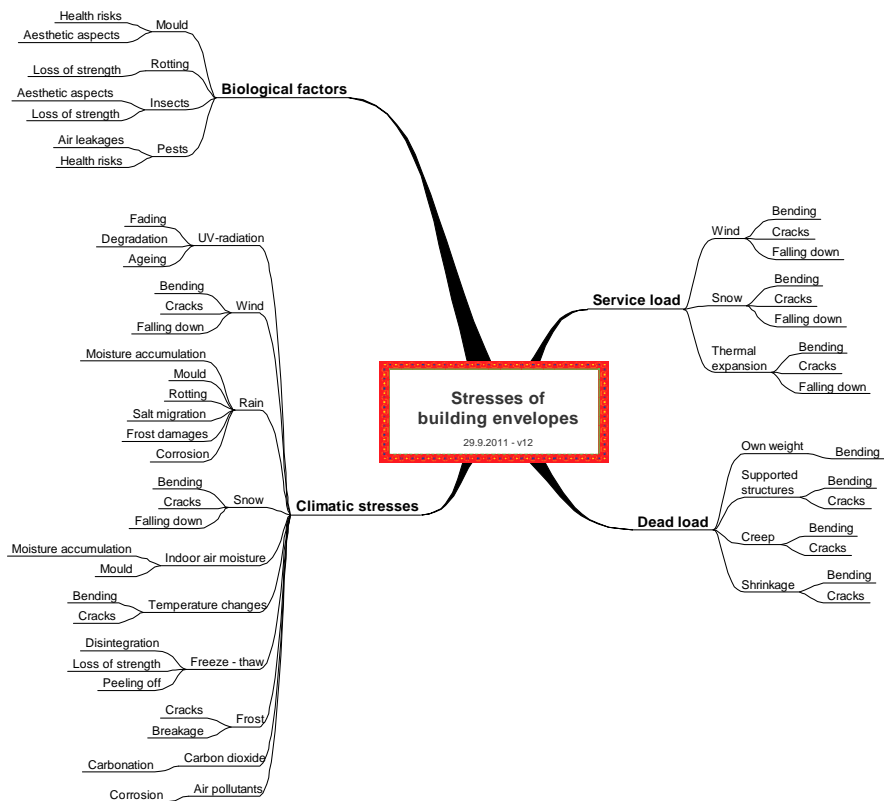 Stresses of
building envelopes
29.9.2011 - v12
Biological factors
Mould
Health risks
Aesthetic aspects
Rotting
Loss of strength
Insects
Aesthetic aspects
Loss of strength
Pests
Air leakages
Health risks
Climatic stresses
UV-radiation
Fading
Degradation
Ageing
Wind
Bending
Cracks
Falling down
Rain
Moisture accumulation
Mould
Rotting
Salt migration
Frost damages
Corrosion
Snow
Bending
Cracks
Falling down
Indoor air moisture
Moisture accumulation
Mould
Temperature changes
Bending
Cracks
Freeze - thaw
Disintegration
Loss of strength
Peeling off
Frost
Cracks
Breakage
Carbon dioxide
Carbonation
Air pollutants
Corrosion
Service load
Wind
Bending
Cracks
Falling down
Snow
Bending
Cracks
Falling down
Thermal
expansion
Bending
Cracks
Falling down
Dead load
Own weight
Bending
Supported
structures
Bending
Cracks
Creep
Bending
Cracks
Shrinkage
Bending
Cracks